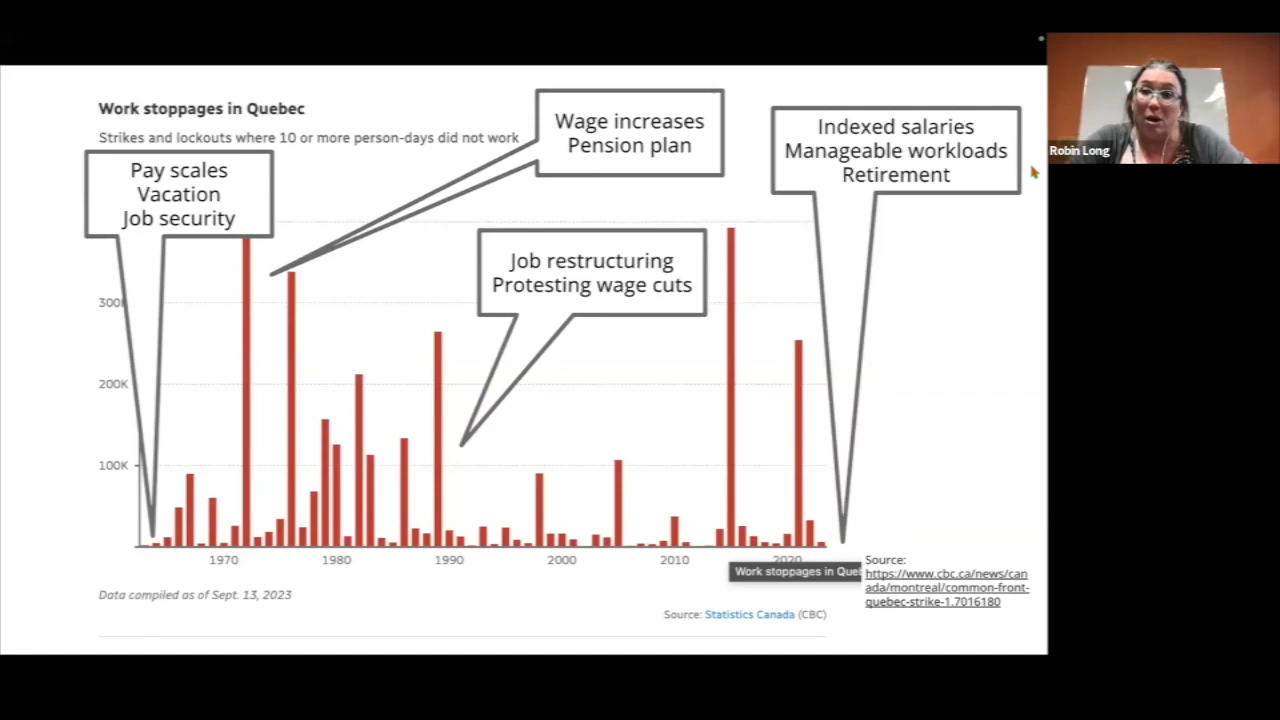 Work stoppages in Quebec
Strikes and lockouts where 10 or more person-days did not work
Pay scales
Vacation
Job security
Wage increases
Pension plan
Indexed salaries
Manageable workloads
Retirement
Job restructuring
Protesting wage cuts
Robin Long
300K
200K
100K
1970
1980
1990
2000
2010
2020
Work stoppages in Que
Source:
https://www.cbc.ca/news/can
ada/montreal/common-front-
quebec-strike-1.7016180
Data compiled as of Sept. 13, 2023
Source: Statistics Canada (CBC)